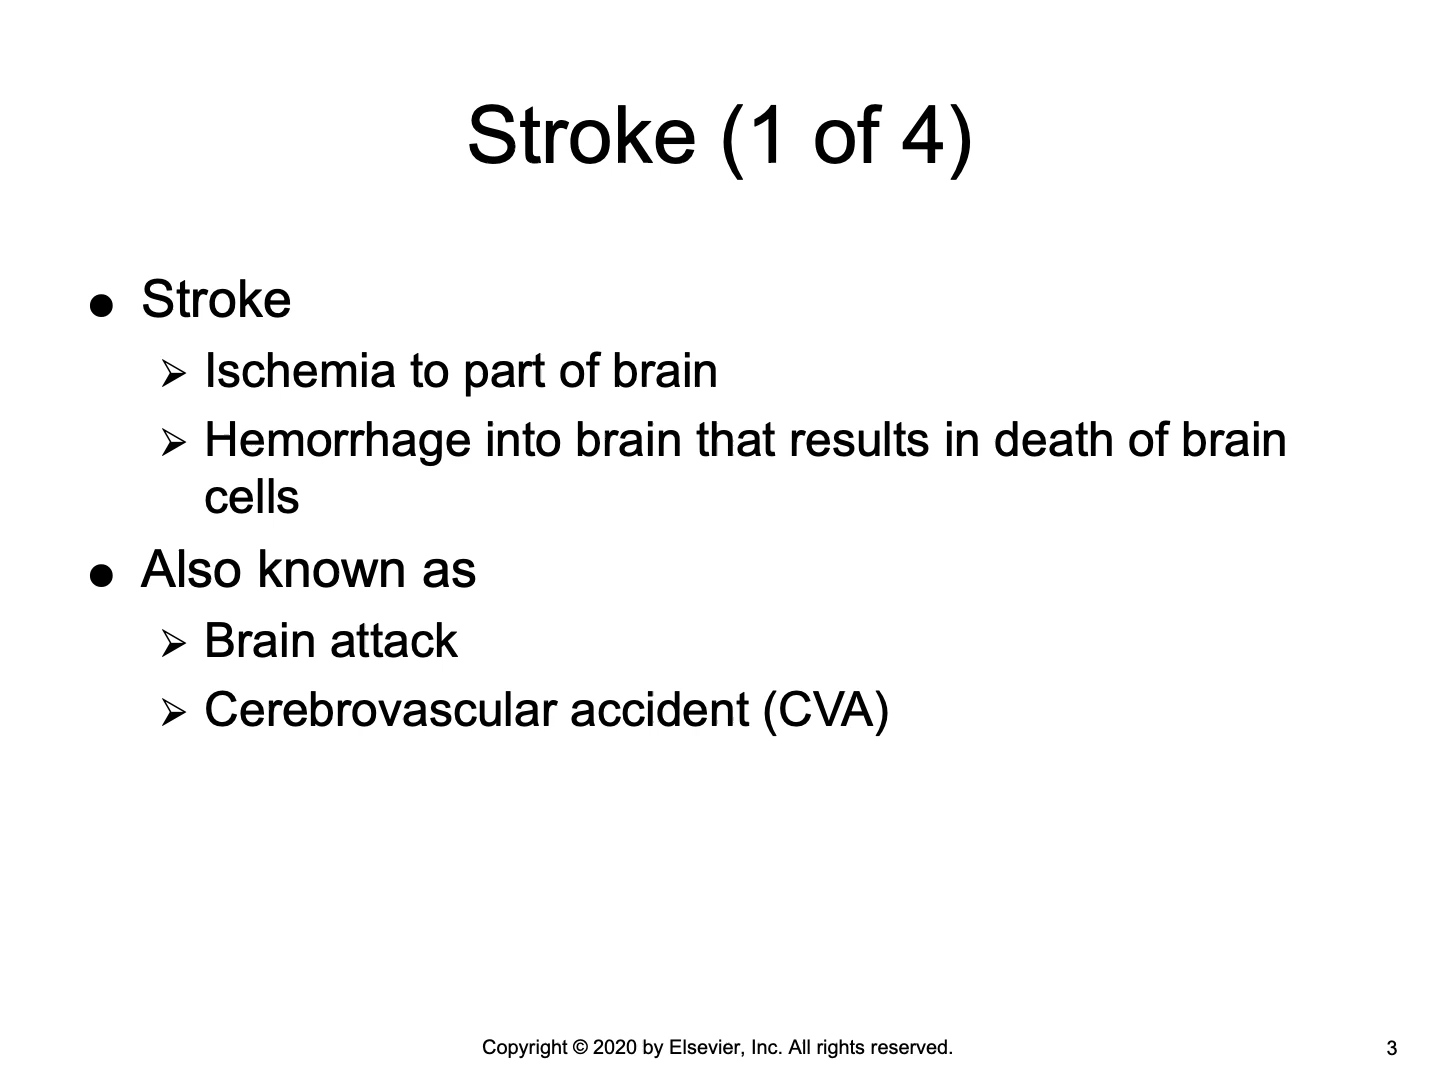 Stroke (1 of 4)
● Stroke
➢ Ischemia to part of brain
➢ Hemorrhage into brain that results in death of brain
cells
● Also known as
➢ Brain attack
➢ Cerebrovascular accident (CVA)
Copyright © 2020 by Elsevier, Inc. All rights reserved.
3